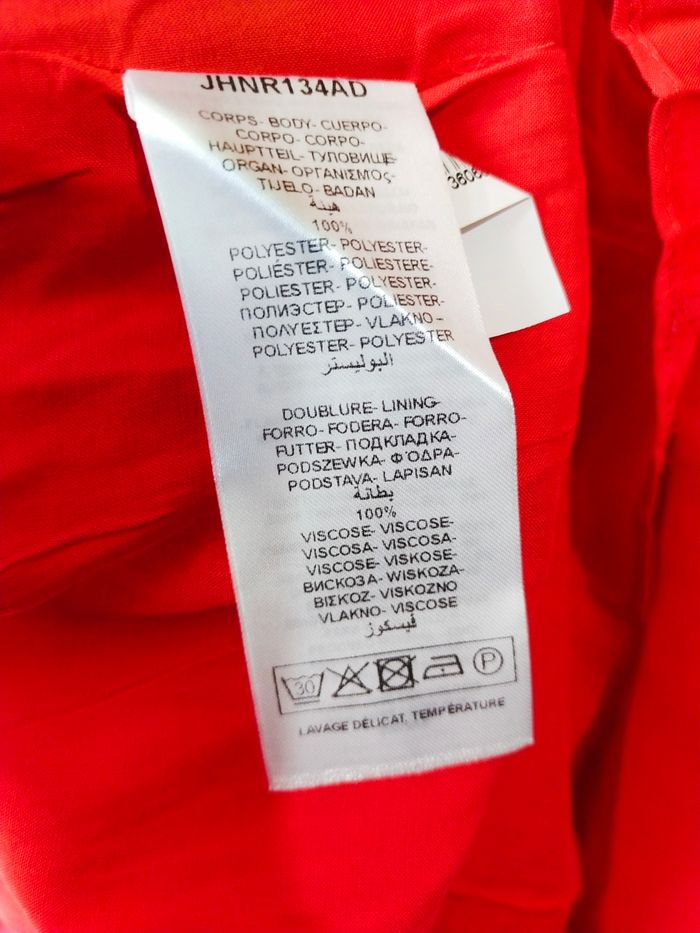 JHNR134AD
CORPS- BODY- CUERPO-
CORPO- CORPO-
HAUPTTEIL- ТУЛОВИЩЕ
ORGAN- ΟΡΓΑΝΙΣΜΟΣ-
TIJELO- BADAN
هيئة
100%
POLYESTER- POLYESTER-
POLIÉSTER- POLIESTERE-
POLIESTER- POLYESTER-
ПОЛИЭСТЕР- POLIESTER-
ΠΟΛΥΕΣΤΕΡ- VLAKNO-
POLYESTER- POLYESTER
البوليستر
DOUBLURE- LINING-
FORRO- FODERA- FORRO-
FUTTER- ПОДКЛАДКА-
PODSZEWKA- ΦΌΔΡΑ-
PODSTAVA- LAPISAN
بطانة
100%
VISCOSE- VISCOSE-
VISCOSA- VISCOSA-
VISCOSE- VISKOSE-
ВИСКОЗА- WISKOZA-
ΒΙΣΚΟΖ- VISKOZNO
VLAKNO- VISCOSE
فيسكوز
30 P
LAVAGE DÉLICAT. TEMPÉRATURE